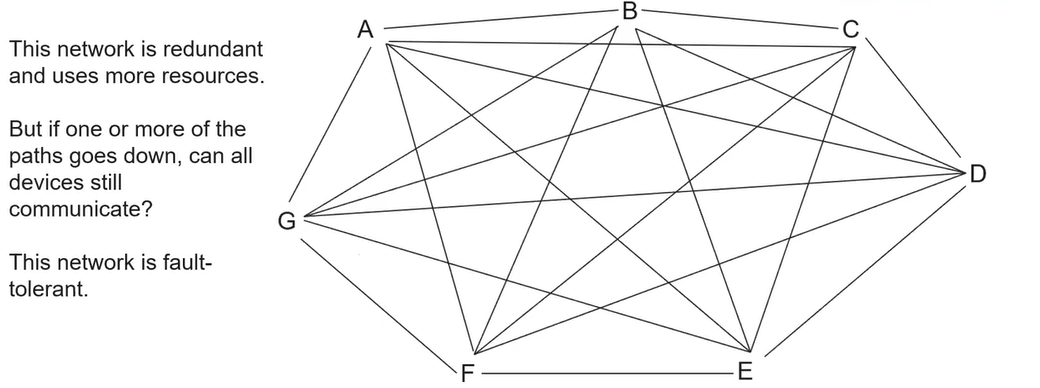 This network is redundant
and uses more resources.
But if one or more of the
paths goes down, can all
devices still
communicate?
This network is fault-
tolerant.
A
B
C
D
G
F
E